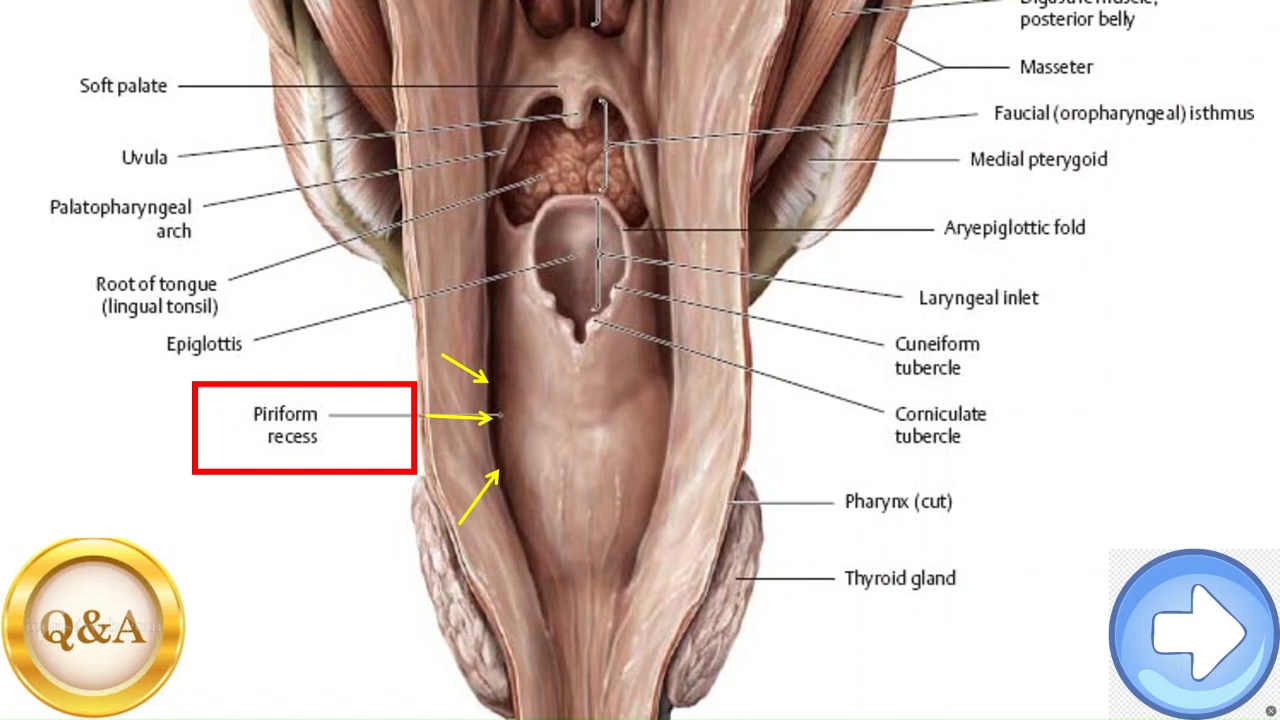 posterior belly
Soft palate
Masseter
Faucial (oropharyngeal) isthmus
Uvula
Medial pterygoid
Palatopharyngeal
arch
Aryepiglottic fold
Root of tongue
(lingual tonsil)
Laryngeal inlet
Epiglottis
Cuneiform
tubercle
Piriform
recess
Corniculate
tubercle
Pharynx (cut)
Thyroid gland
Q&A